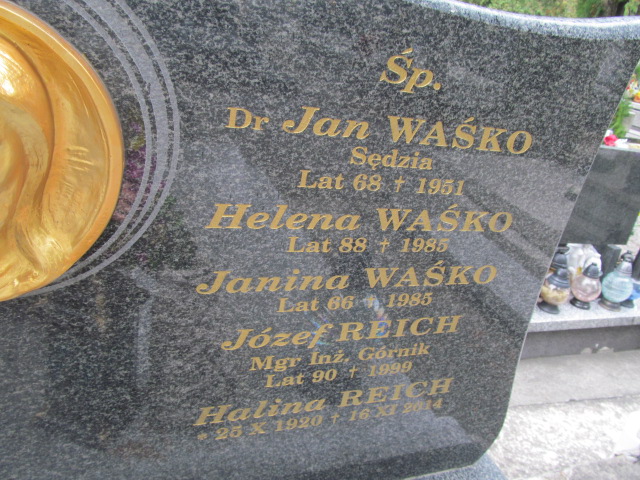 Śp.
Dr Jan WAŚKO
Sędzia
Lat 68 † 1951
Helena WAŚKO
Lat 88 † 1985
Janina WAŚKO
Lat 66 † 1985
Józef REICH
Mgr Inż. Górnik
Lat 90 † 1999
Halina REICH
* 25 X 1920 † 16 XI 2014